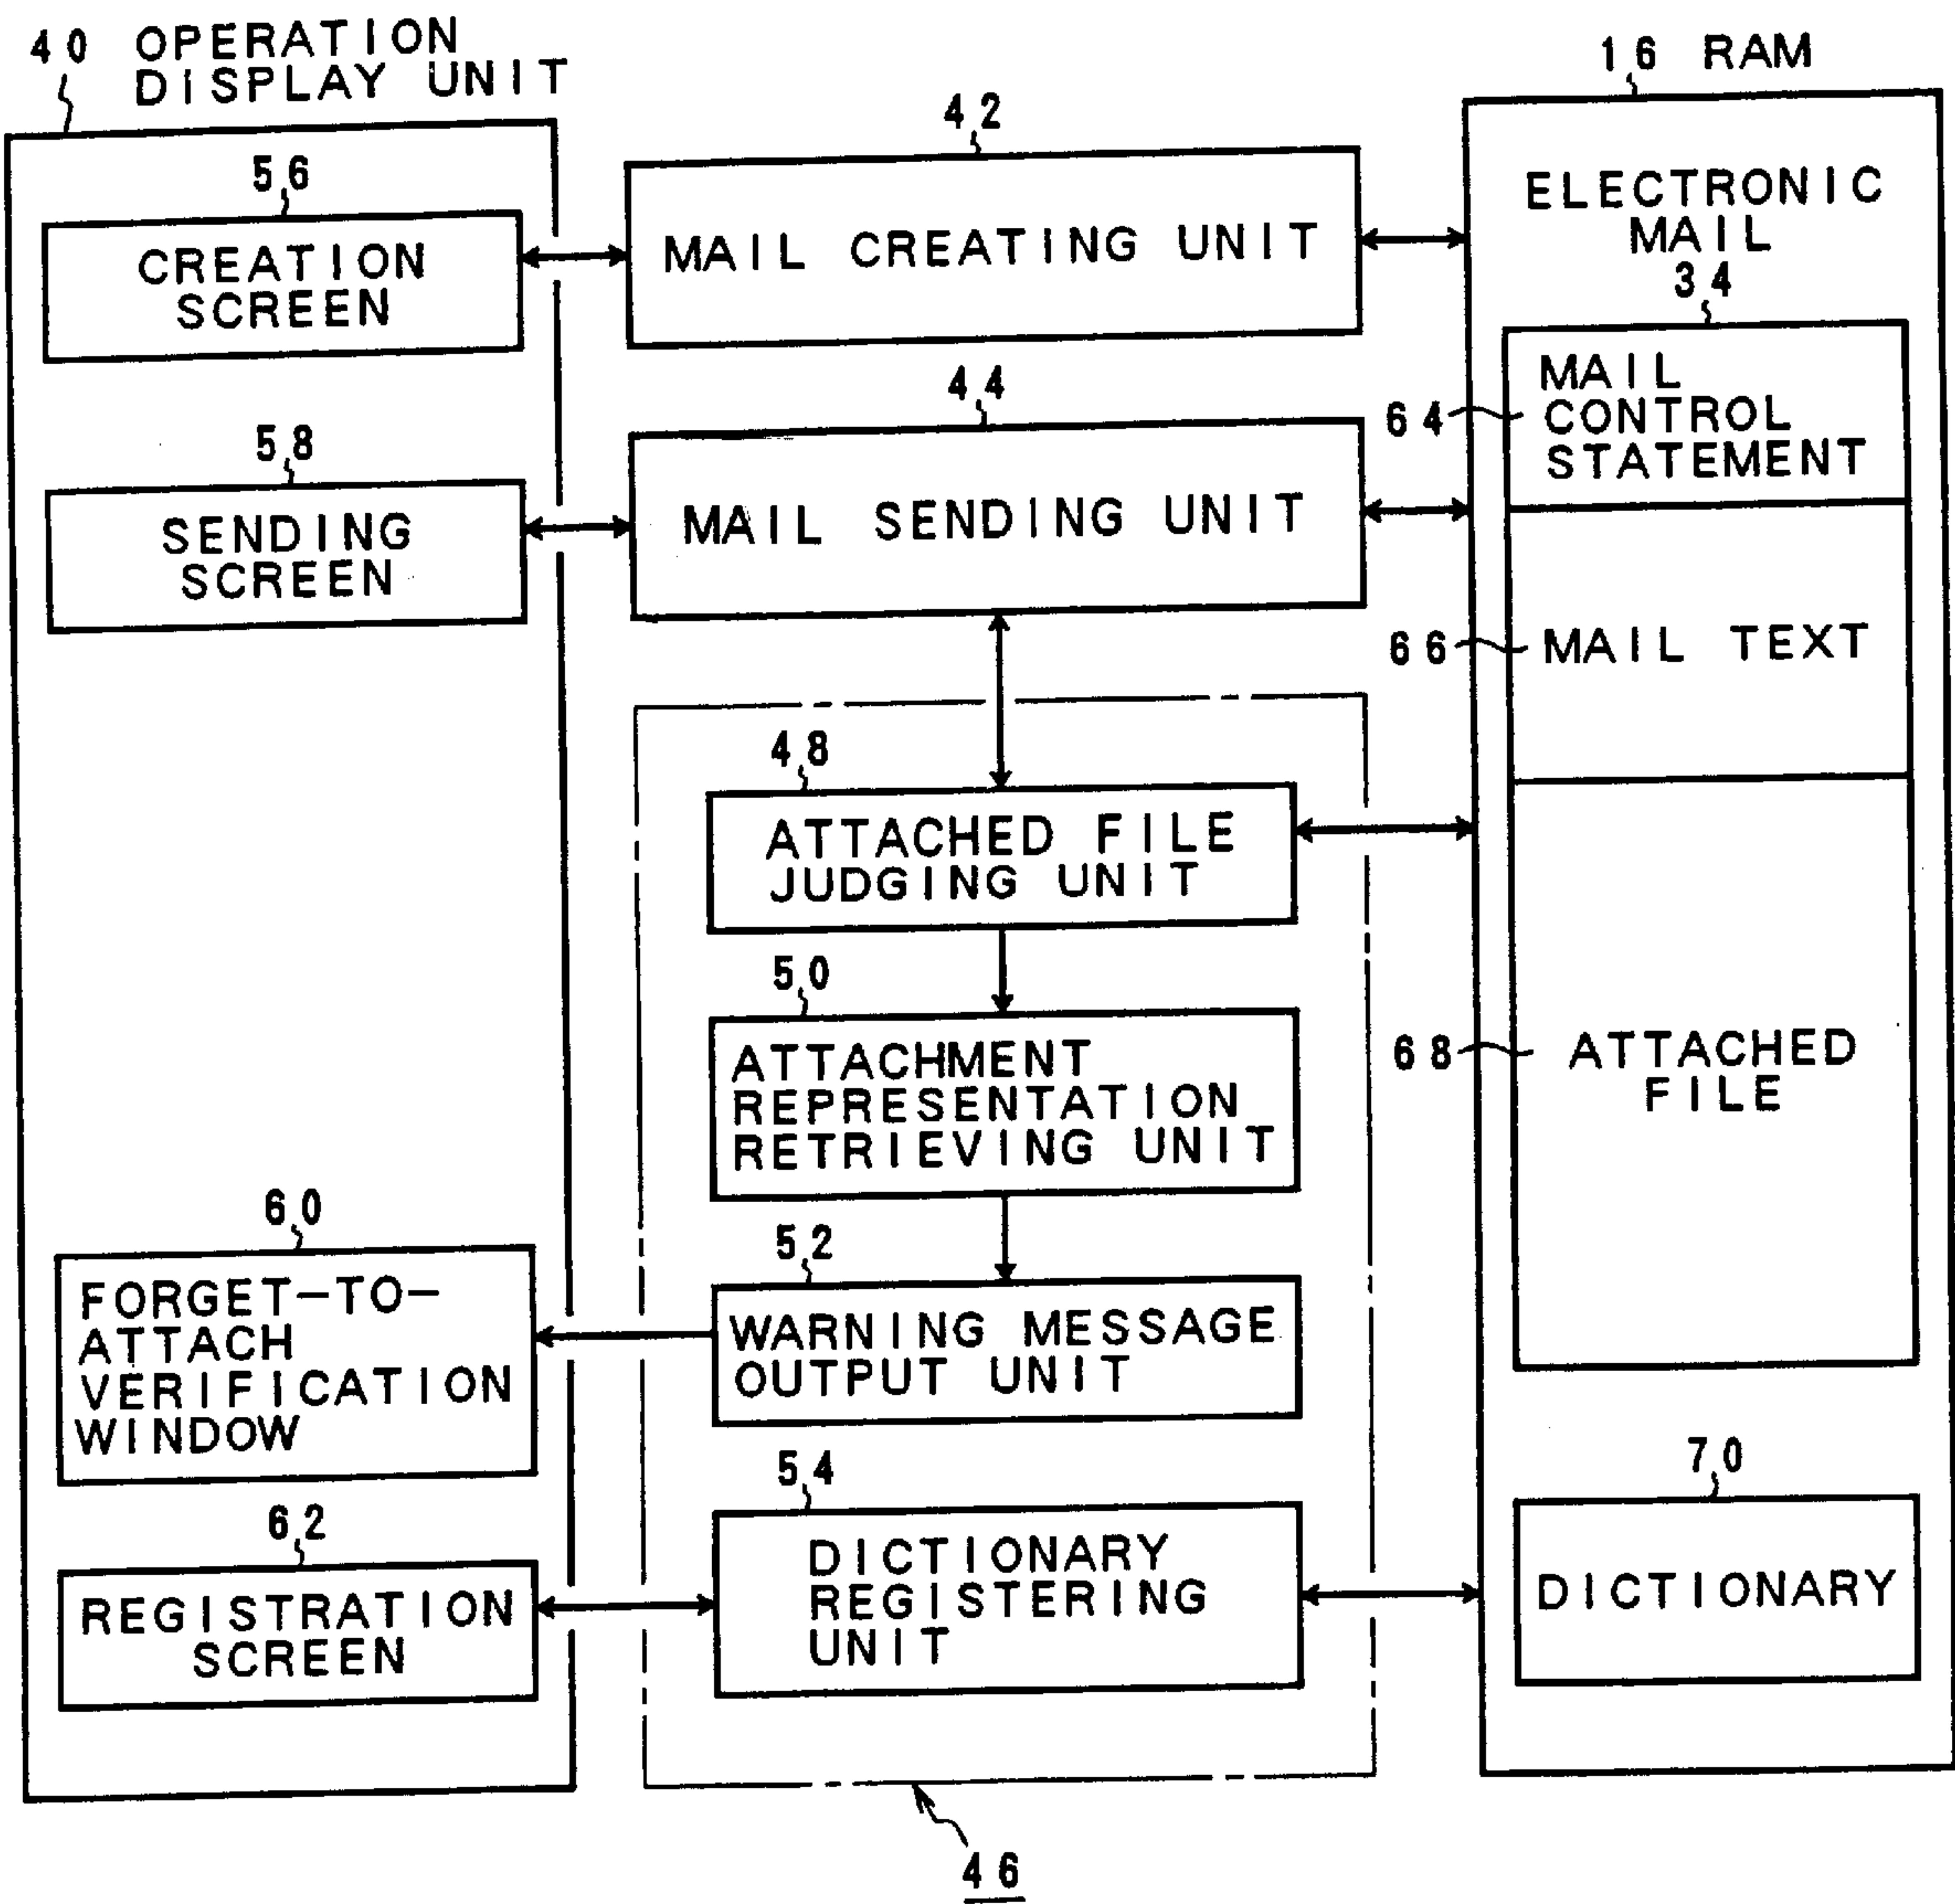 40 OPERATION
DISPLAY UNIT
16 RAM
42
56
CREATION
SCREEN
MAIL CREATING UNIT
ELECTRONIC
MAIL
34
MAIL
CONTROL
STATEMENT
64
44
58
SENDING
SCREEN
MAIL SENDING UNIT
66
MAIL TEXT
48
ATTACHED FILE
JUDGING UNIT
50
ATTACHMENT
REPRESENTATION
RETRIEVING UNIT
68
ATTACHED
FILE
60
FORGET-TO-
ATTACH
VERIFICATION
WINDOW
52
WARNING MESSAGE
OUTPUT UNIT
54
DICTIONARY
REGISTERING
UNIT
70
DICTIONARY
62
REGISTRATION
SCREEN
46